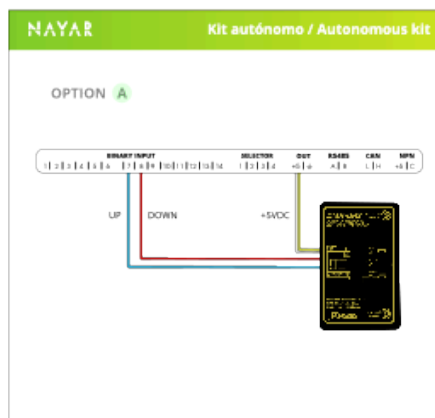 NAYAR Kit autónomo / Autonomous kit
OPTION A
BINARY INPUT SELECTOR OUT RS485 CAN NPN
1 2 3 4 5 6 7 8 9 10 11 12 13 14 1 2 3 4 +5 A B L H +5 C
UP DOWN +5VDC